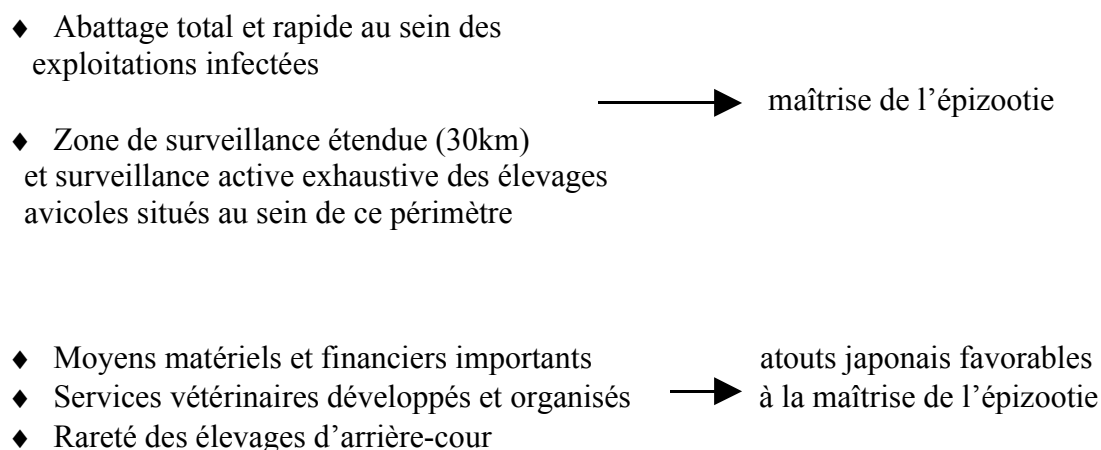 ♦ Abattage total et rapide au sein des
exploitations infectées
maîtrise de l’épizootie
♦ Zone de surveillance étendue (30km)
et surveillance active exhaustive des élevages
avicoles situés au sein de ce périmètre
♦ Moyens matériels et financiers importants
♦ Services vétérinaires développés et organisés
♦ Rareté des élevages d’arrière-cour
atouts japonais favorables
à la maîtrise de l’épizootie